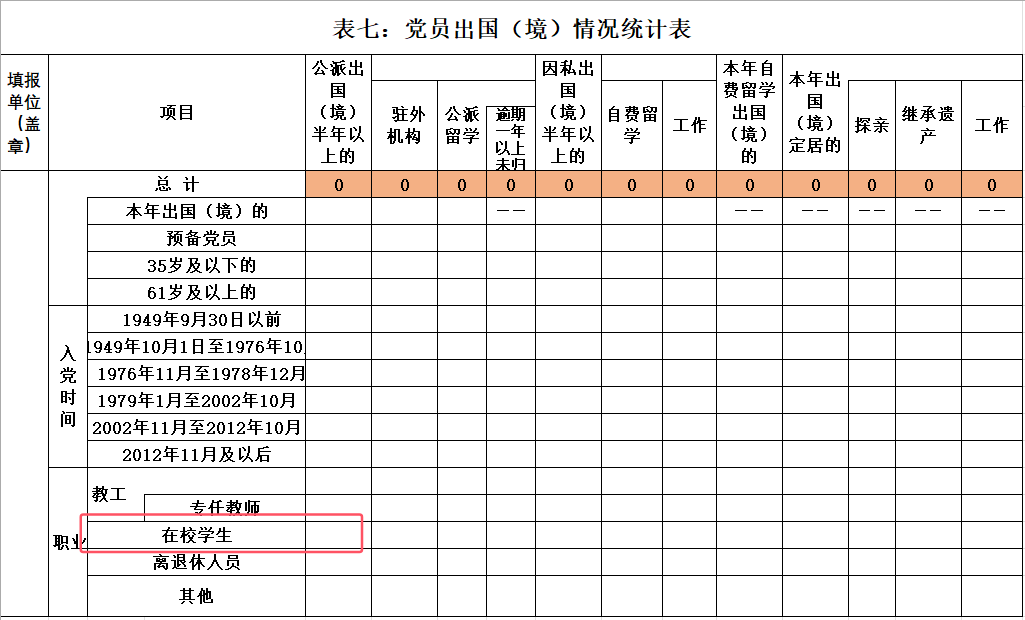 表七：党员出国（境）情况统计表
填报
单位
（盖
章）
项目
公派出
国
（境）
半年以
上的
驻外
机构
公派
留学
逾期
一年
以上
未归
因私出
国
（境）
半年以
上的
自费留
学
工作
本年自
费留学
出国
（境）
的
本年出
国
（境）
定居的
探亲
继承遗
产
工作
总 计 0 0 0 0 0 0 0 0 0 0 0 0
本年出国（境）的 —— —— —— —— —— ——
预备党员
35岁及以下的
61岁及以上的
入
党
时
间
1949年9月30日以前
1949年10月1日至1976年10
1976年11月至1978年12月
1979年1月至2002年10月
2002年11月至2012年10月
2012年11月及以后
职业
教工
专任教师
在校学生
离退休人员
其他